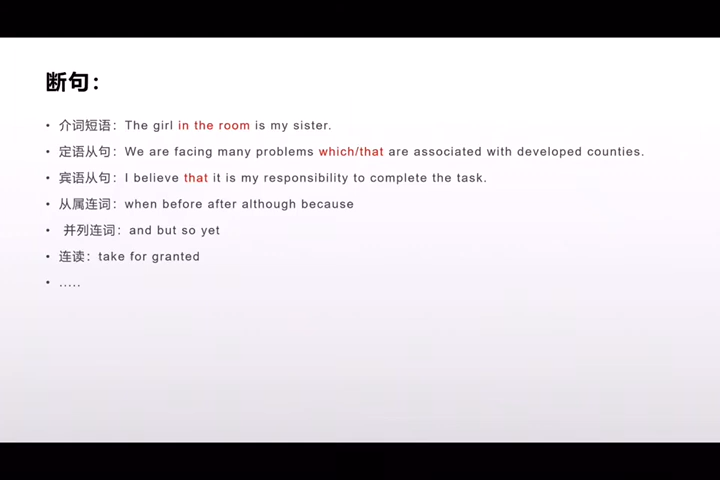 断句：
• 介词短语：The girl in the room is my sister.
• 定语从句：We are facing many problems which/that are associated with developed counties.
• 宾语从句：I believe that it is my responsibility to complete the task.
• 从属连词：when before after although because
• 并列连词：and but so yet
• 连读：take for granted
• .....